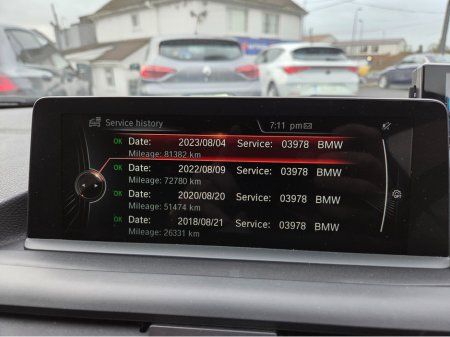 Service history
7:11 pm
OK Date: 2023/08/04 Service: 03978 BMW
Mileage: 81382 km
OK Date: 2022/08/09 Service: 03978 BMW
Mileage: 72780 km
OK Date: 2020/08/20 Service: 03978 BMW
Mileage: 51474 km
OK Date: 2018/08/21 Service: 03978 BMW
Mileage: 26331 km